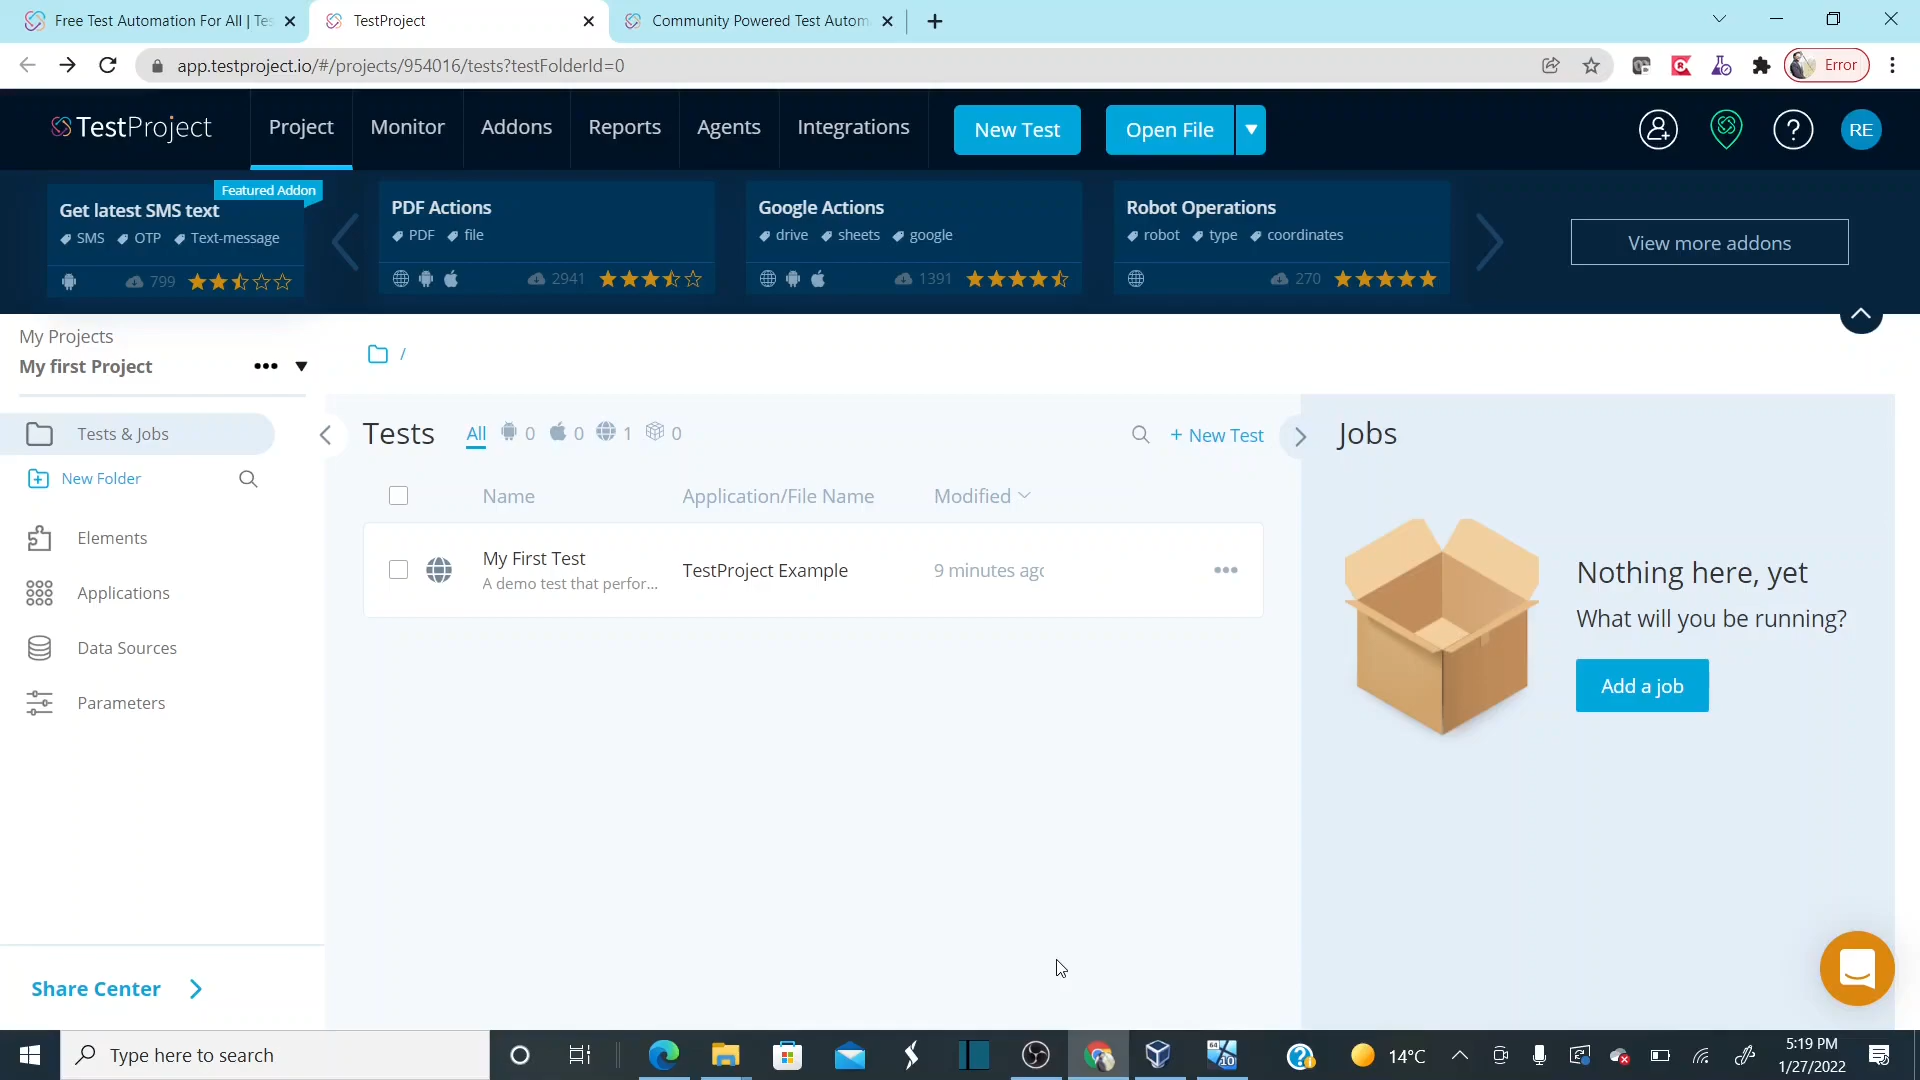 Free Test Automation For All | Tes
TestProject
Community Powered Test Autom
app.testproject.io/#/projects/954016/tests?testFolderId=0
Error
TestProject
Project
Monitor
Addons
Reports
Agents
Integrations
New Test
Open File
RE
Featured Addon
Get latest SMS text
SMS
OTP
Text-message
799
PDF Actions
PDF
file
2941
Google Actions
drive
sheets
google
1391
Robot Operations
robot
type
coordinates
270
View more addons
My Projects
My first Project
/
Tests & Jobs
New Folder
Elements
Applications
Data Sources
Parameters
Share Center
Tests
All
0
0
1
0
+ New Test
Name
Application/File Name
Modified
My First Test
A demo test that perfor...
TestProject Example
9 minutes ago
Jobs
Nothing here, yet
What will you be running?
Add a job
Type here to search
64
10
14°C
5:19 PM
1/27/2022